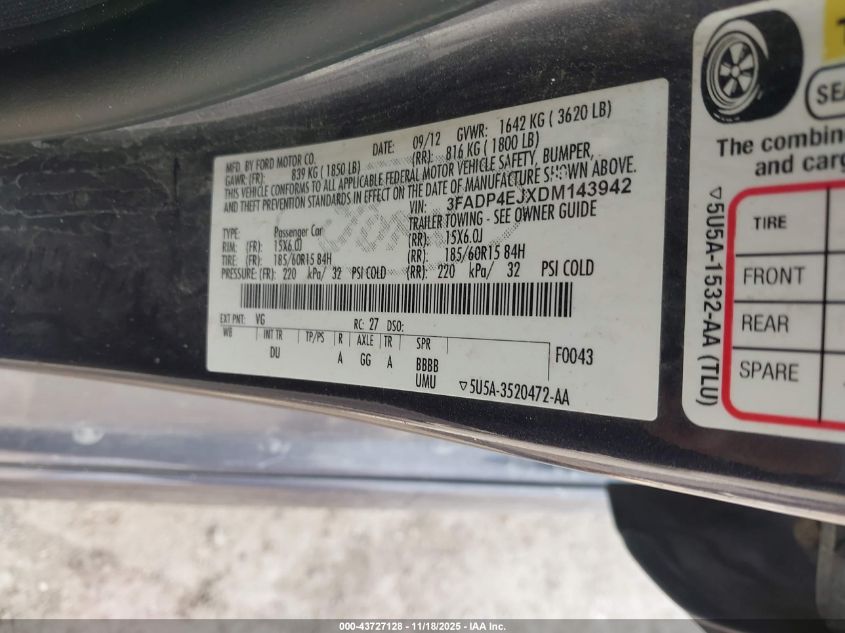 MFD. BY FORD MOTOR CO.
DATE: 09/12 GVWR: 1642 KG ( 3620 LB)
GAWR: (FR): 839 KG ( 1850 LB) (RR): 816 KG ( 1800 LB)
THIS VEHICLE CONFORMS TO ALL APPLICABLE FEDERAL MOTOR VEHICLE SAFETY, BUMPER,
AND THEFT PREVENTION STANDARDS IN EFFECT ON THE DATE OF MANUFACTURE SHOWN ABOVE.
VIN: 3FADP4EJXDM143942
TYPE: Passenger Car TRAILER TOWING - SEE OWNER GUIDE
RIM: (FR): 15X6.0J (RR): 15X6.0J
TIRE: (FR): 185/60R15 84H (RR): 185/60R15 84H
PRESSURE: (FR): 220 kPa/ 32 PSI COLD (RR): 220 kPa/ 32 PSI COLD
EXT PNT: VG RC: 27 DSO:
WB INT TR TP/PS R AXLE TR SPR
DU A GG A BBBB F0043
UMU ▽5U5A-3520472-AA
SEA
The combin
and carg
TIRE
FRONT
REAR
SPARE
▽5U5A-1532-AA (TLU)
000-43727128 - 11/18/2025 - IAA Inc.